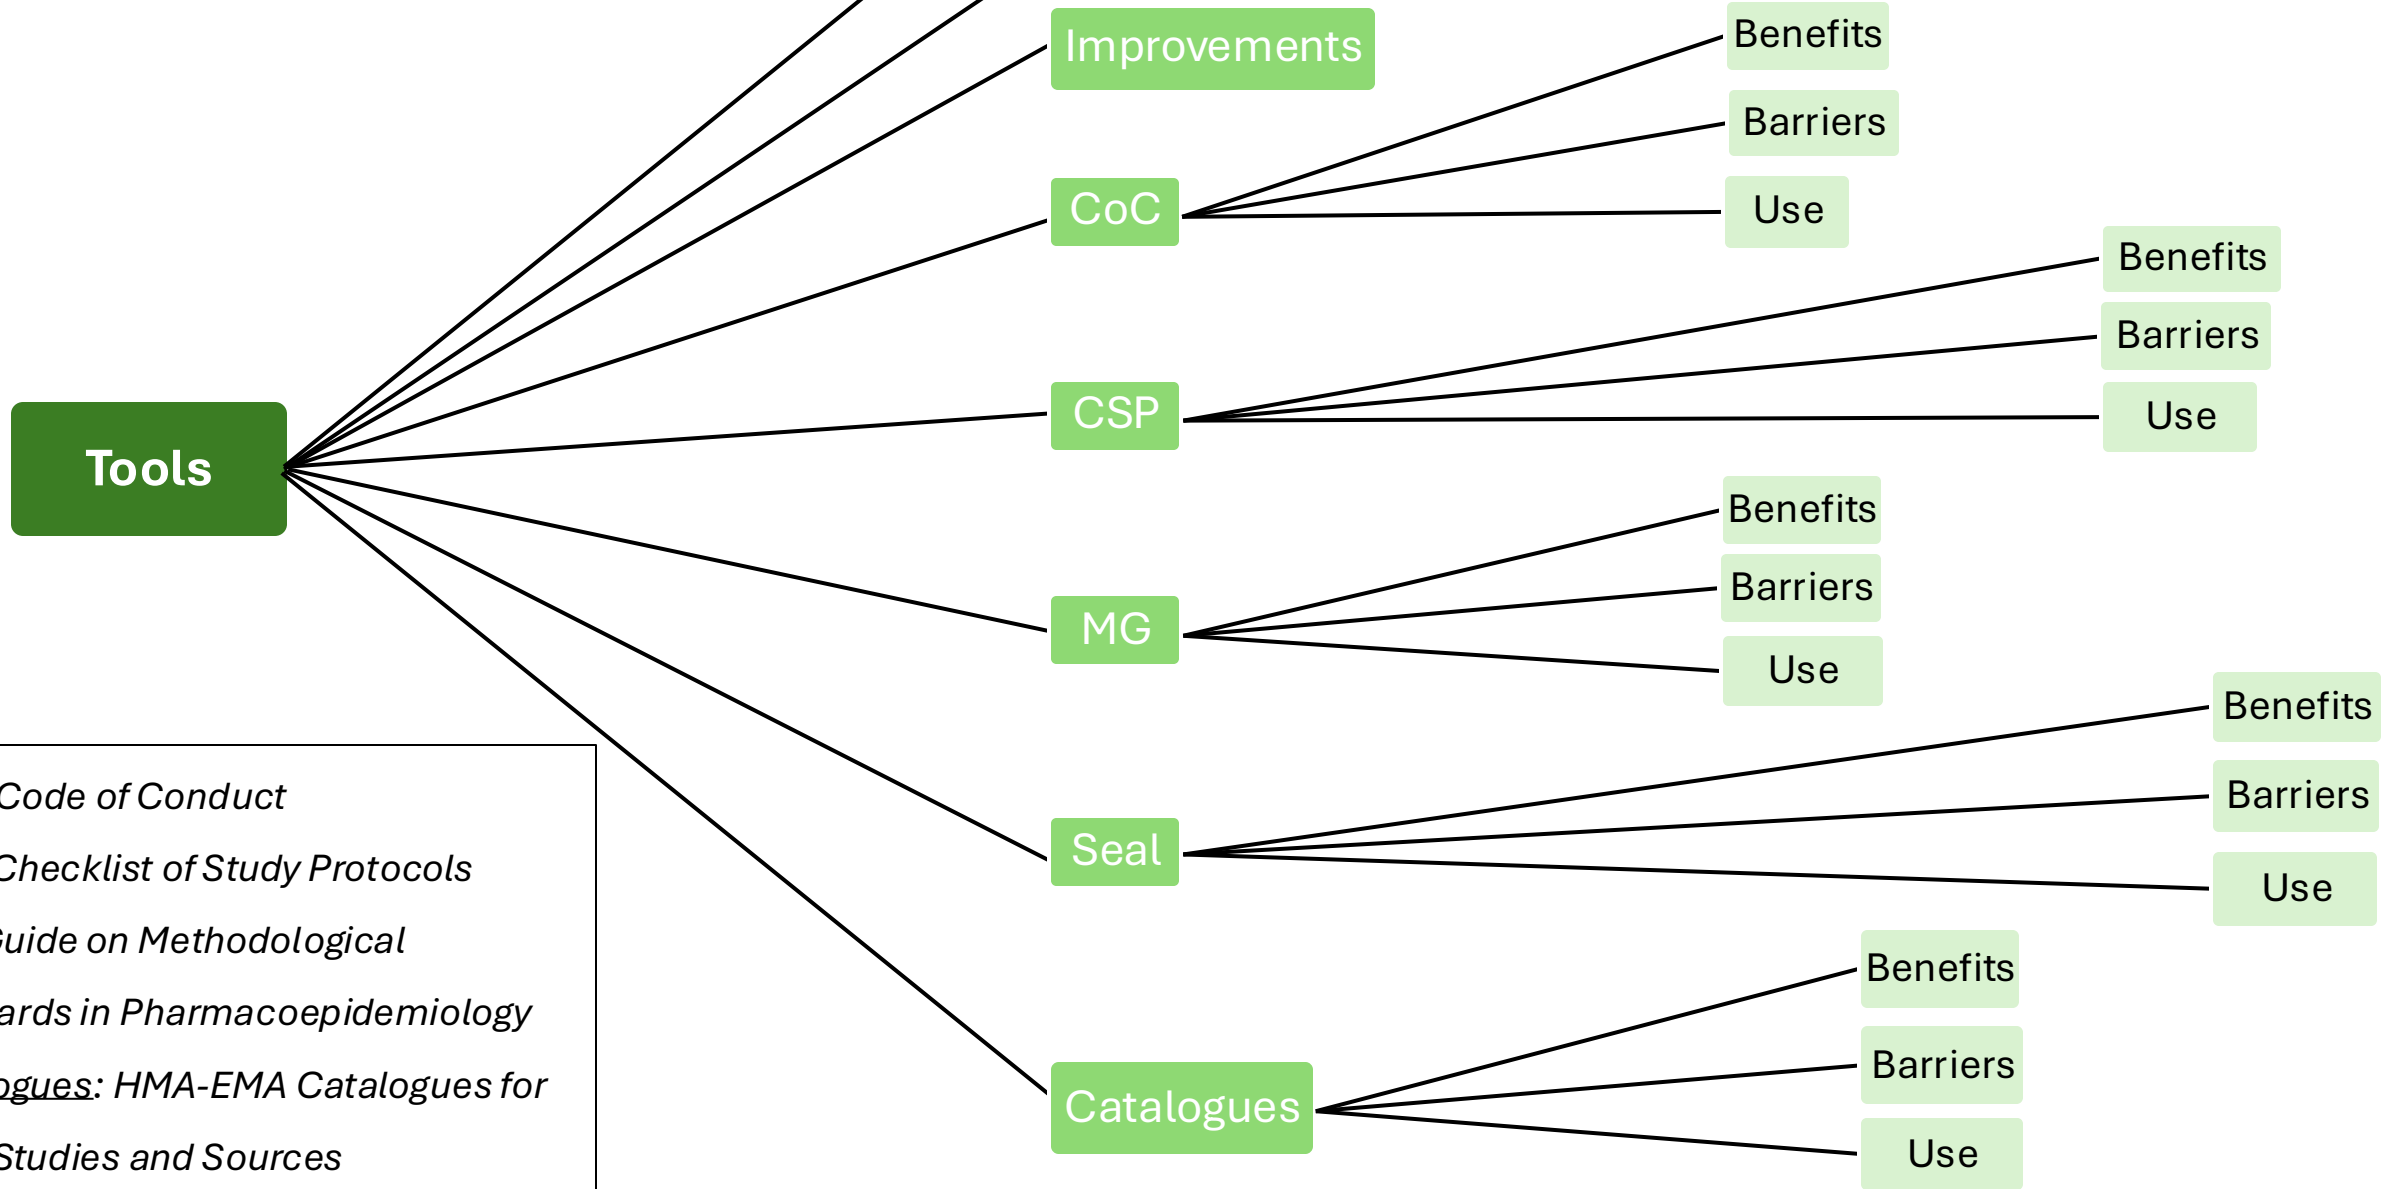 Improvements
Benefits
Barriers
CoC
Use
Benefits
Barriers
CSP
Use
Tools
Benefits
Barriers
MG
Use
Benefits
Barriers
Seal
Use
Benefits
Barriers
Catalogues
Use
Code of Conduct
Checklist of Study Protocols
Guide on Methodological
ards in Pharmacoepidemiology
ogues: HMA-EMA Catalogues for
Studies and Sources